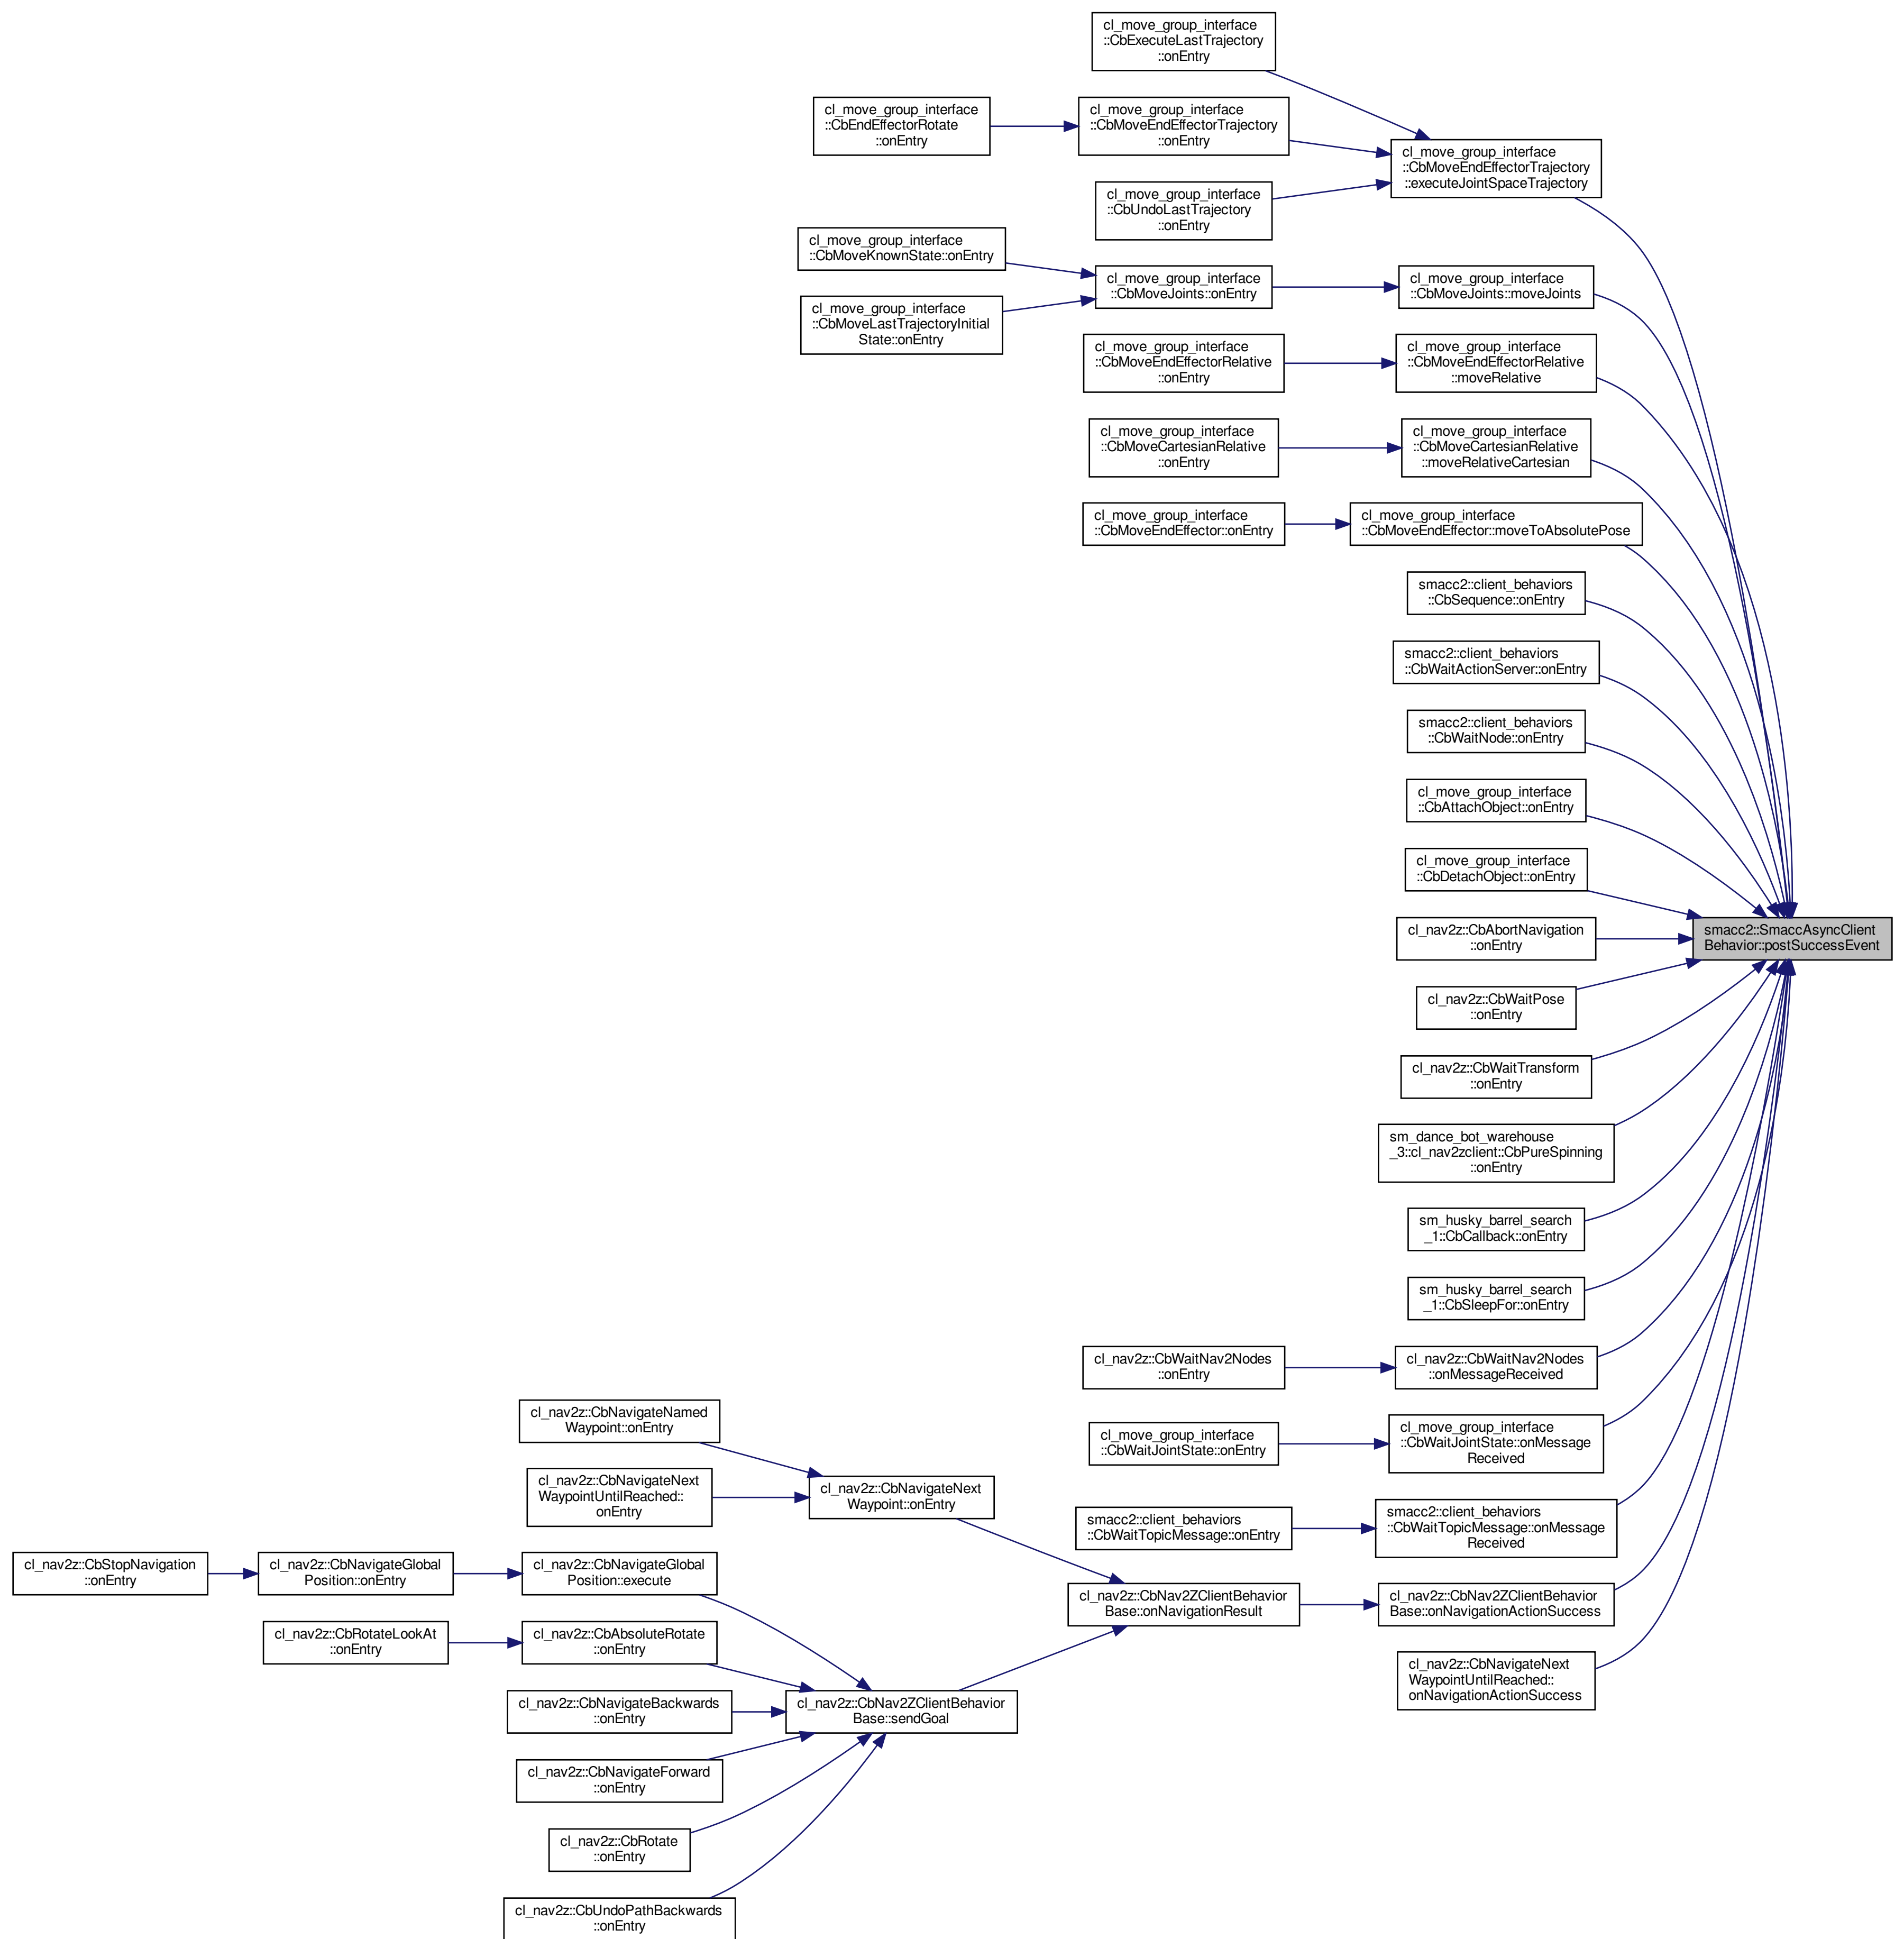 cl_move_group_interface
::CbExecuteLastTrajectory
::onEntry
cl_move_group_interface
::CbEndEffectorRotate
::onEntry
cl_move_group_interface
::CbMoveEndEffectorTrajectory
::onEntry
cl_move_group_interface
::CbMoveEndEffectorTrajectory
::executeJointSpaceTrajectory
cl_move_group_interface
::CbUndoLastTrajectory
::onEntry
cl_move_group_interface
::CbMoveKnownState::onEntry
cl_move_group_interface
::CbMoveJoints::onEntry
cl_move_group_interface
::CbMoveJoints::moveJoints
cl_move_group_interface
::CbMoveLastTrajectoryInitial
State::onEntry
cl_move_group_interface
::CbMoveEndEffectorRelative
::onEntry
cl_move_group_interface
::CbMoveEndEffectorRelative
::moveRelative
cl_move_group_interface
::CbMoveCartesianRelative
::onEntry
cl_move_group_interface
::CbMoveCartesianRelative
::moveRelativeCartesian
cl_move_group_interface
::CbMoveEndEffector::onEntry
cl_move_group_interface
::CbMoveEndEffector::moveToAbsolutePose
smacc2::client_behaviors
::CbSequence::onEntry
smacc2::client_behaviors
::CbWaitActionServer::onEntry
smacc2::client_behaviors
::CbWaitNode::onEntry
cl_move_group_interface
::CbAttachObject::onEntry
cl_move_group_interface
::CbDetachObject::onEntry
cl_nav2z::CbAbortNavigation
::onEntry
smacc2::SmaccAsyncClient
Behavior::postSuccessEvent
cl_nav2z::CbWaitPose
::onEntry
cl_nav2z::CbWaitTransform
::onEntry
sm_dance_bot_warehouse
_3::cl_nav2zclient::CbPureSpinning
::onEntry
sm_husky_barrel_search
_1::CbCallback::onEntry
sm_husky_barrel_search
_1::CbSleepFor::onEntry
cl_nav2z::CbWaitNav2Nodes
::onEntry
cl_nav2z::CbWaitNav2Nodes
::onMessageReceived
cl_nav2z::CbNavigateNamed
Waypoint::onEntry
cl_move_group_interface
::CbWaitJointState::onEntry
cl_move_group_interface
::CbWaitJointState::onMessage
Received
cl_nav2z::CbNavigateNext
WaypointUntilReached::
onEntry
cl_nav2z::CbNavigateNext
Waypoint::onEntry
smacc2::client_behaviors
::CbWaitTopicMessage::onEntry
smacc2::client_behaviors
::CbWaitTopicMessage::onMessage
Received
cl_nav2z::CbStopNavigation
::onEntry
cl_nav2z::CbNavigateGlobal
Position::onEntry
cl_nav2z::CbNavigateGlobal
Position::execute
cl_nav2z::CbNav2ZClientBehavior
Base::onNavigationResult
cl_nav2z::CbNav2ZClientBehavior
Base::onNavigationActionSuccess
cl_nav2z::CbRotateLookAt
::onEntry
cl_nav2z::CbAbsoluteRotate
::onEntry
cl_nav2z::CbNavigateNext
WaypointUntilReached::
onNavigationActionSuccess
cl_nav2z::CbNavigateBackwards
::onEntry
cl_nav2z::CbNav2ZClientBehavior
Base::sendGoal
cl_nav2z::CbNavigateForward
::onEntry
cl_nav2z::CbRotate
::onEntry
cl_nav2z::CbUndoPathBackwards
::onEntry